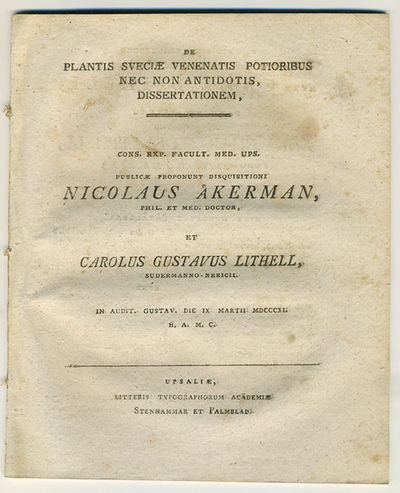 DE
PLANTIS SVECIÆ VENENATIS POTIORIBUS
NEC NON ANTIDOTIS,
DISSERTATIONEM,
CONS. EXP. FACULT. MED. UPS.
PUBLICÆ PROPONUNT DISQUISITIONI
NICOLAUS ÅKERMAN,
PHIL. ET MED. DOCTOR,
ET
CAROLUS GUSTAVUS LITHELL,
SUDERMANNO-NERICII.
IN AUDIT. GUSTAV. DIE IX MARTII MDCCCXI.
H. A. M. C.
UPSALIÆ,
LITTERIS TYPOGRAPHORUM ACADEMIÆ
STENHAMMAR ET PALMBLAD.